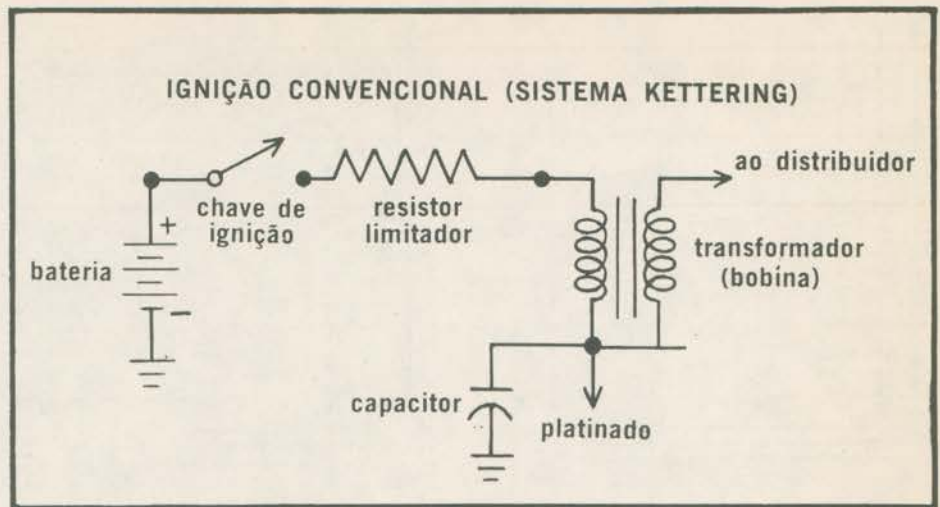 IGNIÇÃO CONVENCIONAL (SISTEMA KETTERING)
ao distribuidor
chave de
ignição
resistor
limitador
transformador
(bobina)
+
bateria
-
capacitor
platinado